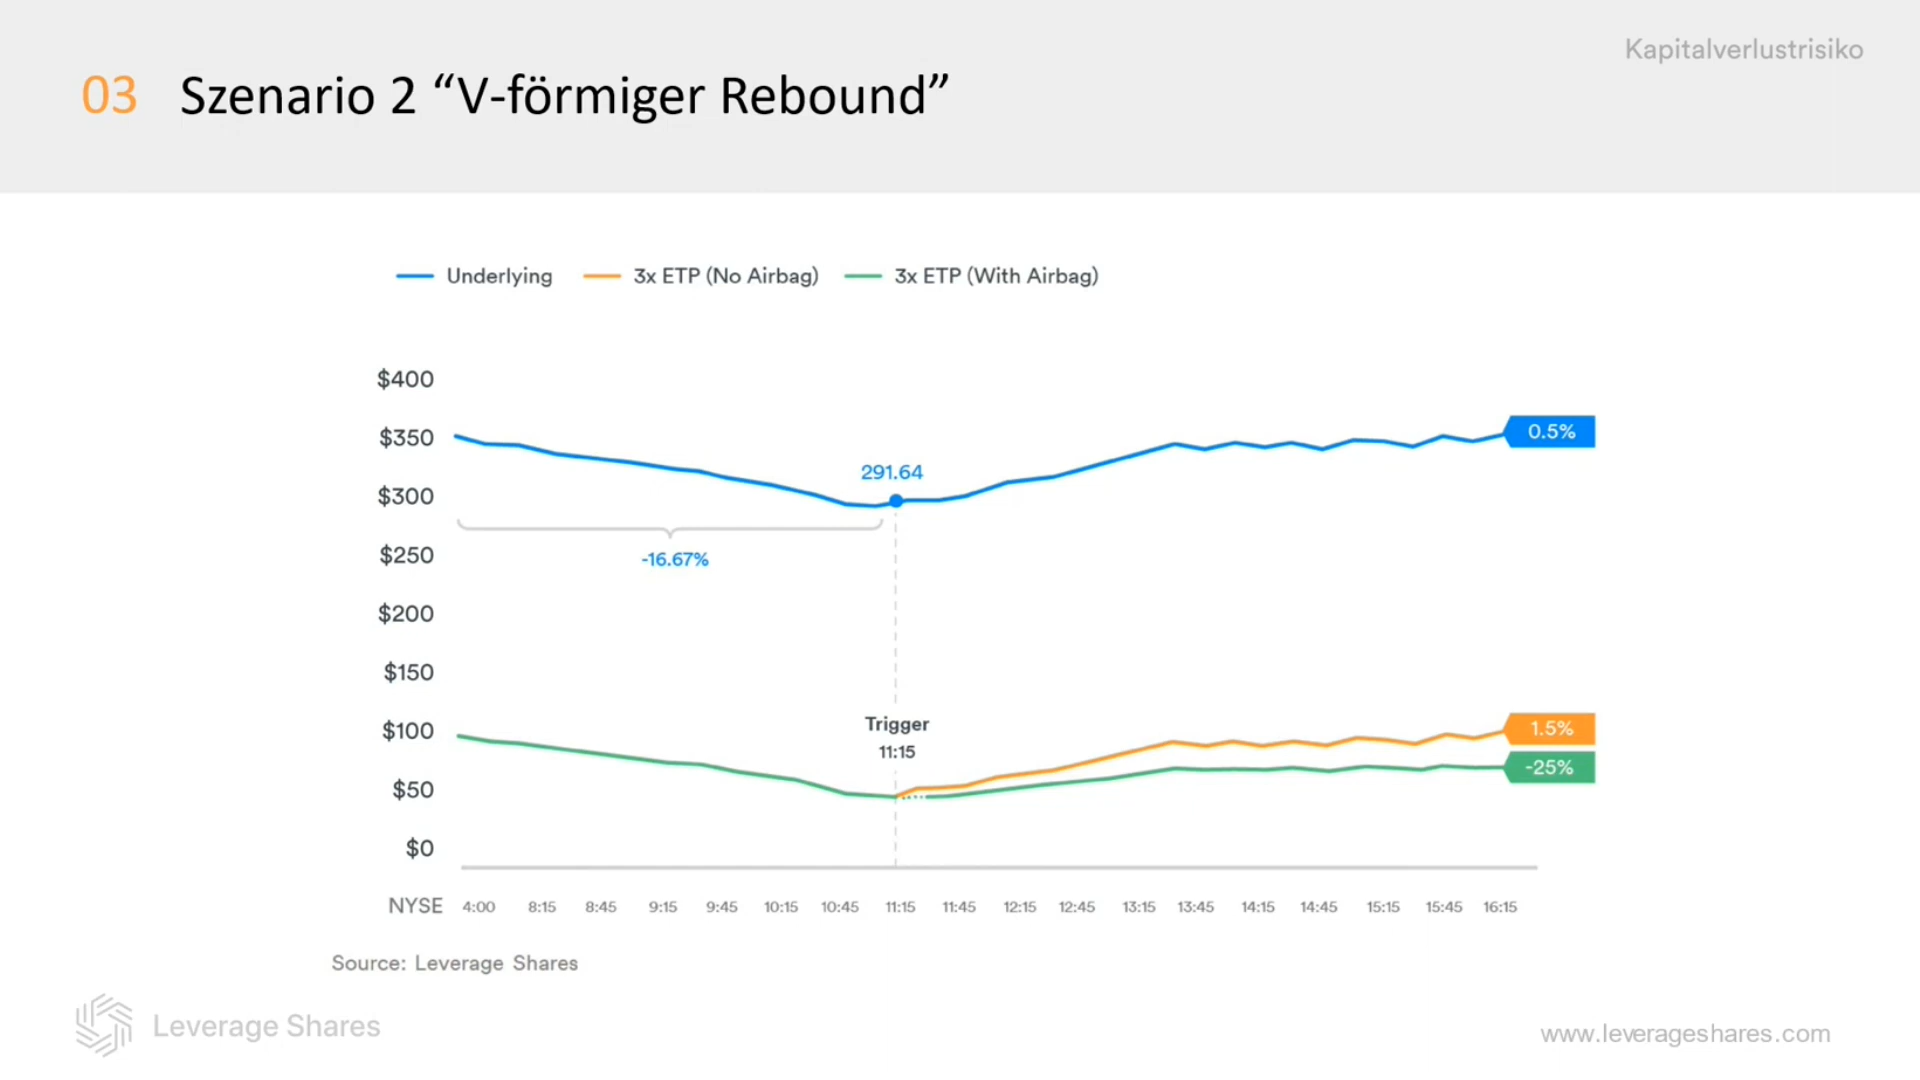 Kapitalverlustrisiko
03 Szenario 2 “V-förmiger Rebound”
Underlying 3x ETP (No Airbag) 3x ETP (With Airbag)
$400
$350
$300
$250
$200
$150
$100
$50
$0
291.64
-16.67%
0.5%
Trigger
11:15
1.5%
-25%
NYSE 4:00 8:15 8:45 9:15 9:45 10:15 10:45 11:15 11:45 12:15 12:45 13:15 13:45 14:15 14:45 15:15 15:45 16:15
Source: Leverage Shares
Leverage Shares
www.leverageshares.com